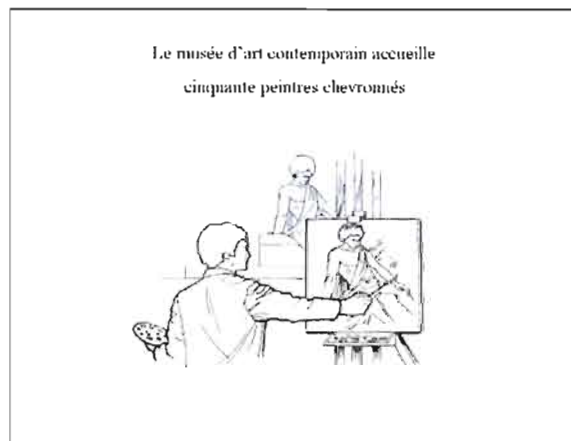 Le musée d'art contemporain accueille
cinquante peintres chevronnés